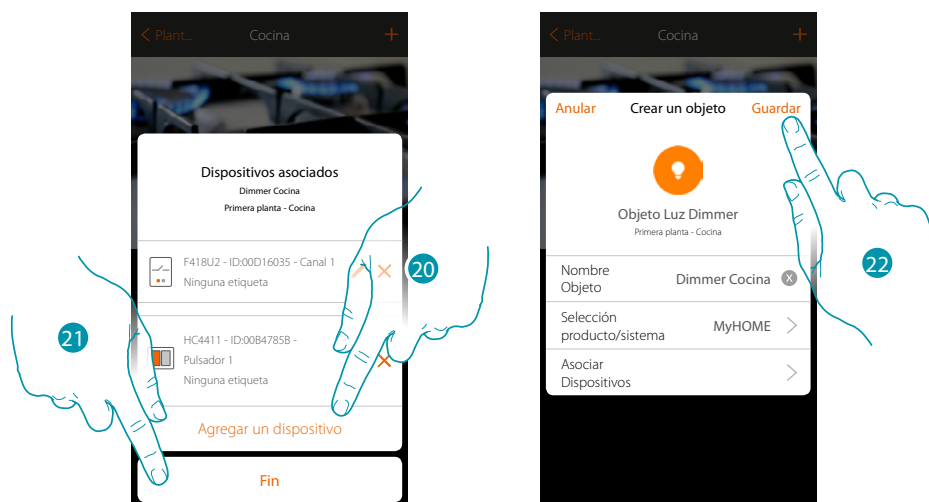 Plant... Cocina +
Dispositivos asociados
Dimmer Cocina
Primera planta - Cocina
F418U2 - ID:00D16035 - Canal 1
Ninguna etiqueta
20
HC4411 - ID:00B4785B -
Pulsador 1
Ninguna etiqueta
21
Agregar un dispositivo
Fin
Plant... Cocina +
Anular Crear un objeto Guardar
Objeto Luz Dimmer
Primera planta - Cocina
22
Nombre
Objeto
Dimmer Cocina X
Selección
producto/sistema
MyHOME
Asociar
Dispositivos